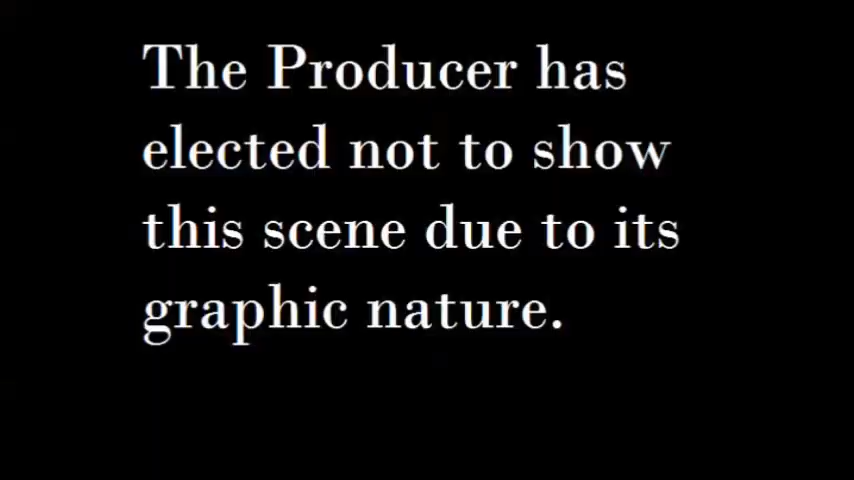 The Producer has
elected not to show
this scene due to its
graphic nature.